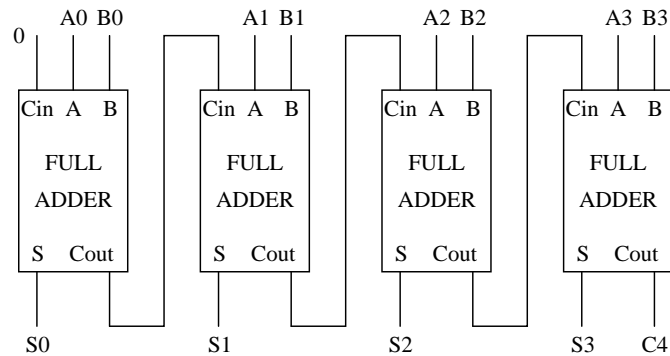 A0 B0 A1 B1 A2 B2 A3 B3
0
Cin A B Cin A B Cin A B Cin A B
FULL FULL FULL FULL
ADDER ADDER ADDER ADDER
S Cout S Cout S Cout S Cout
S0 S1 S2 S3 C4